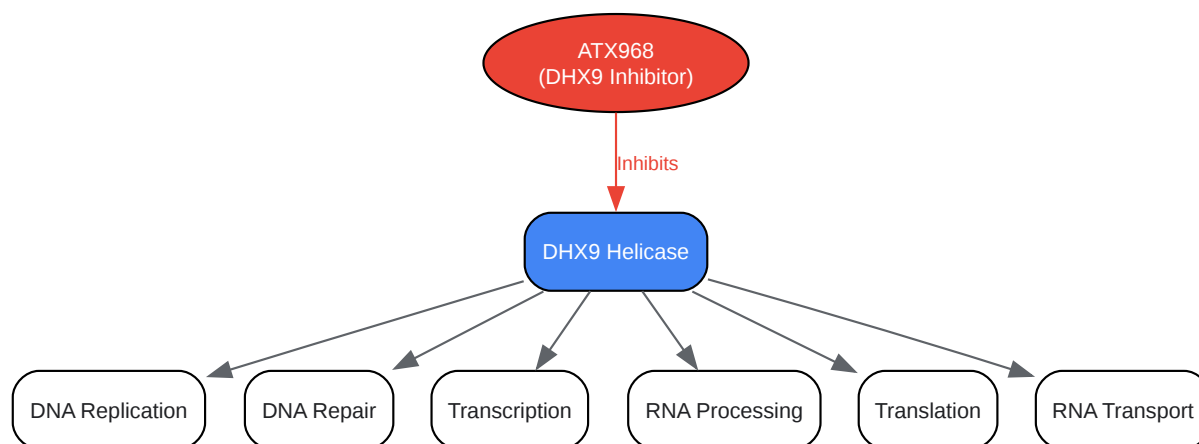 ATX968
(DHX9 Inhibitor)
Inhibits
DHX9 Helicase
DNA Replication
DNA Repair
Transcription
RNA Processing
Translation
RNA Transport